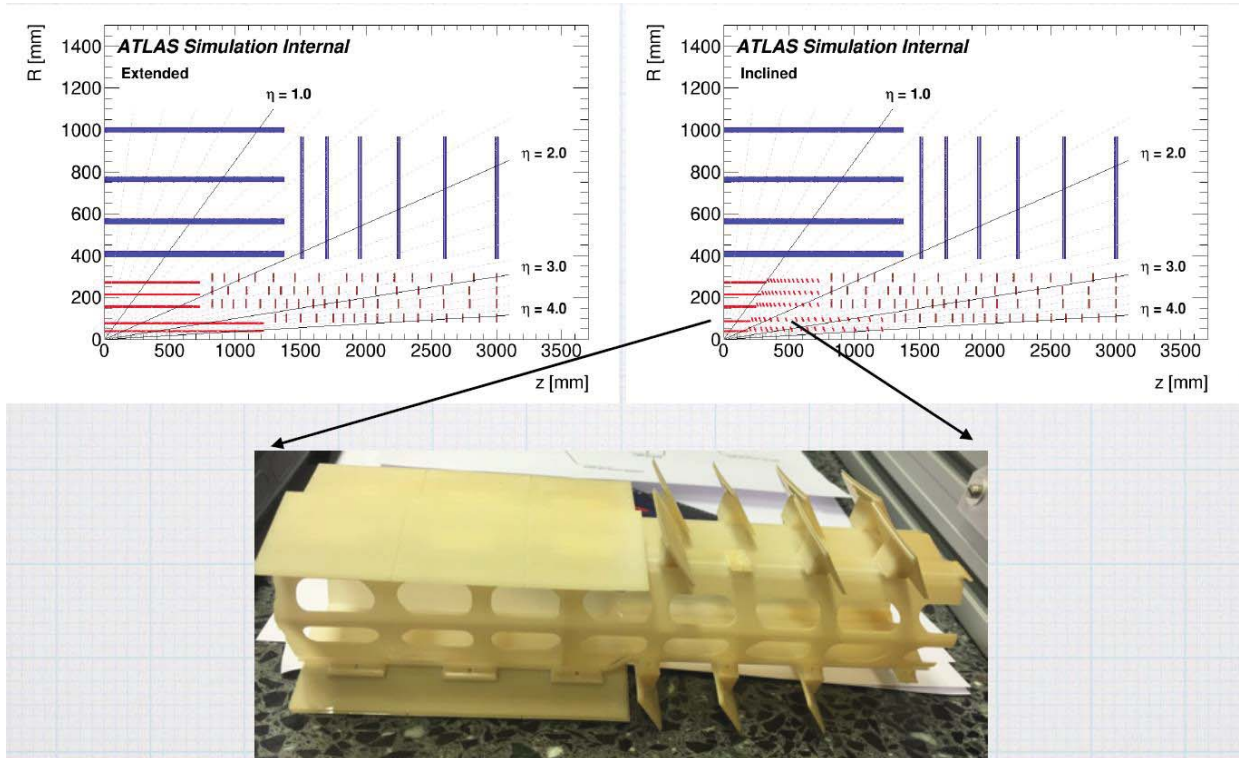 R [mm]
ATLAS Simulation Internal
Extended
1400
1200
1000
800
600
400
200
0
η = 1.0
η = 2.0
η = 3.0
η = 4.0
0 500 1000 1500 2000 2500 3000 3500
z [mm]
R [mm]
ATLAS Simulation Internal
Inclined
1400
1200
1000
800
600
400
200
0
η = 1.0
η = 2.0
η = 3.0
η = 4.0
0 500 1000 1500 2000 2500 3000 3500
z [mm]